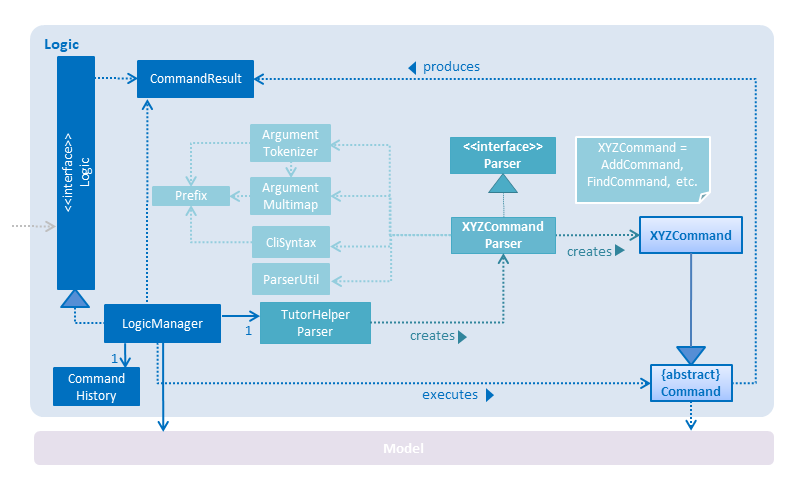 Logic
<<interface>>
Logic
CommandResult
produces
Argument
Tokenizer
<<interface>>
Parser
XYZCommand =
AddCommand,
FindCommand, etc.
Prefix
Argument
Multimap
CliSyntax
XYZCommand
Parser
creates
XYZCommand
ParserUtil
LogicManager
1
TutorHelper
Parser
creates
1
Command
History
executes
{abstract}
Command
Model